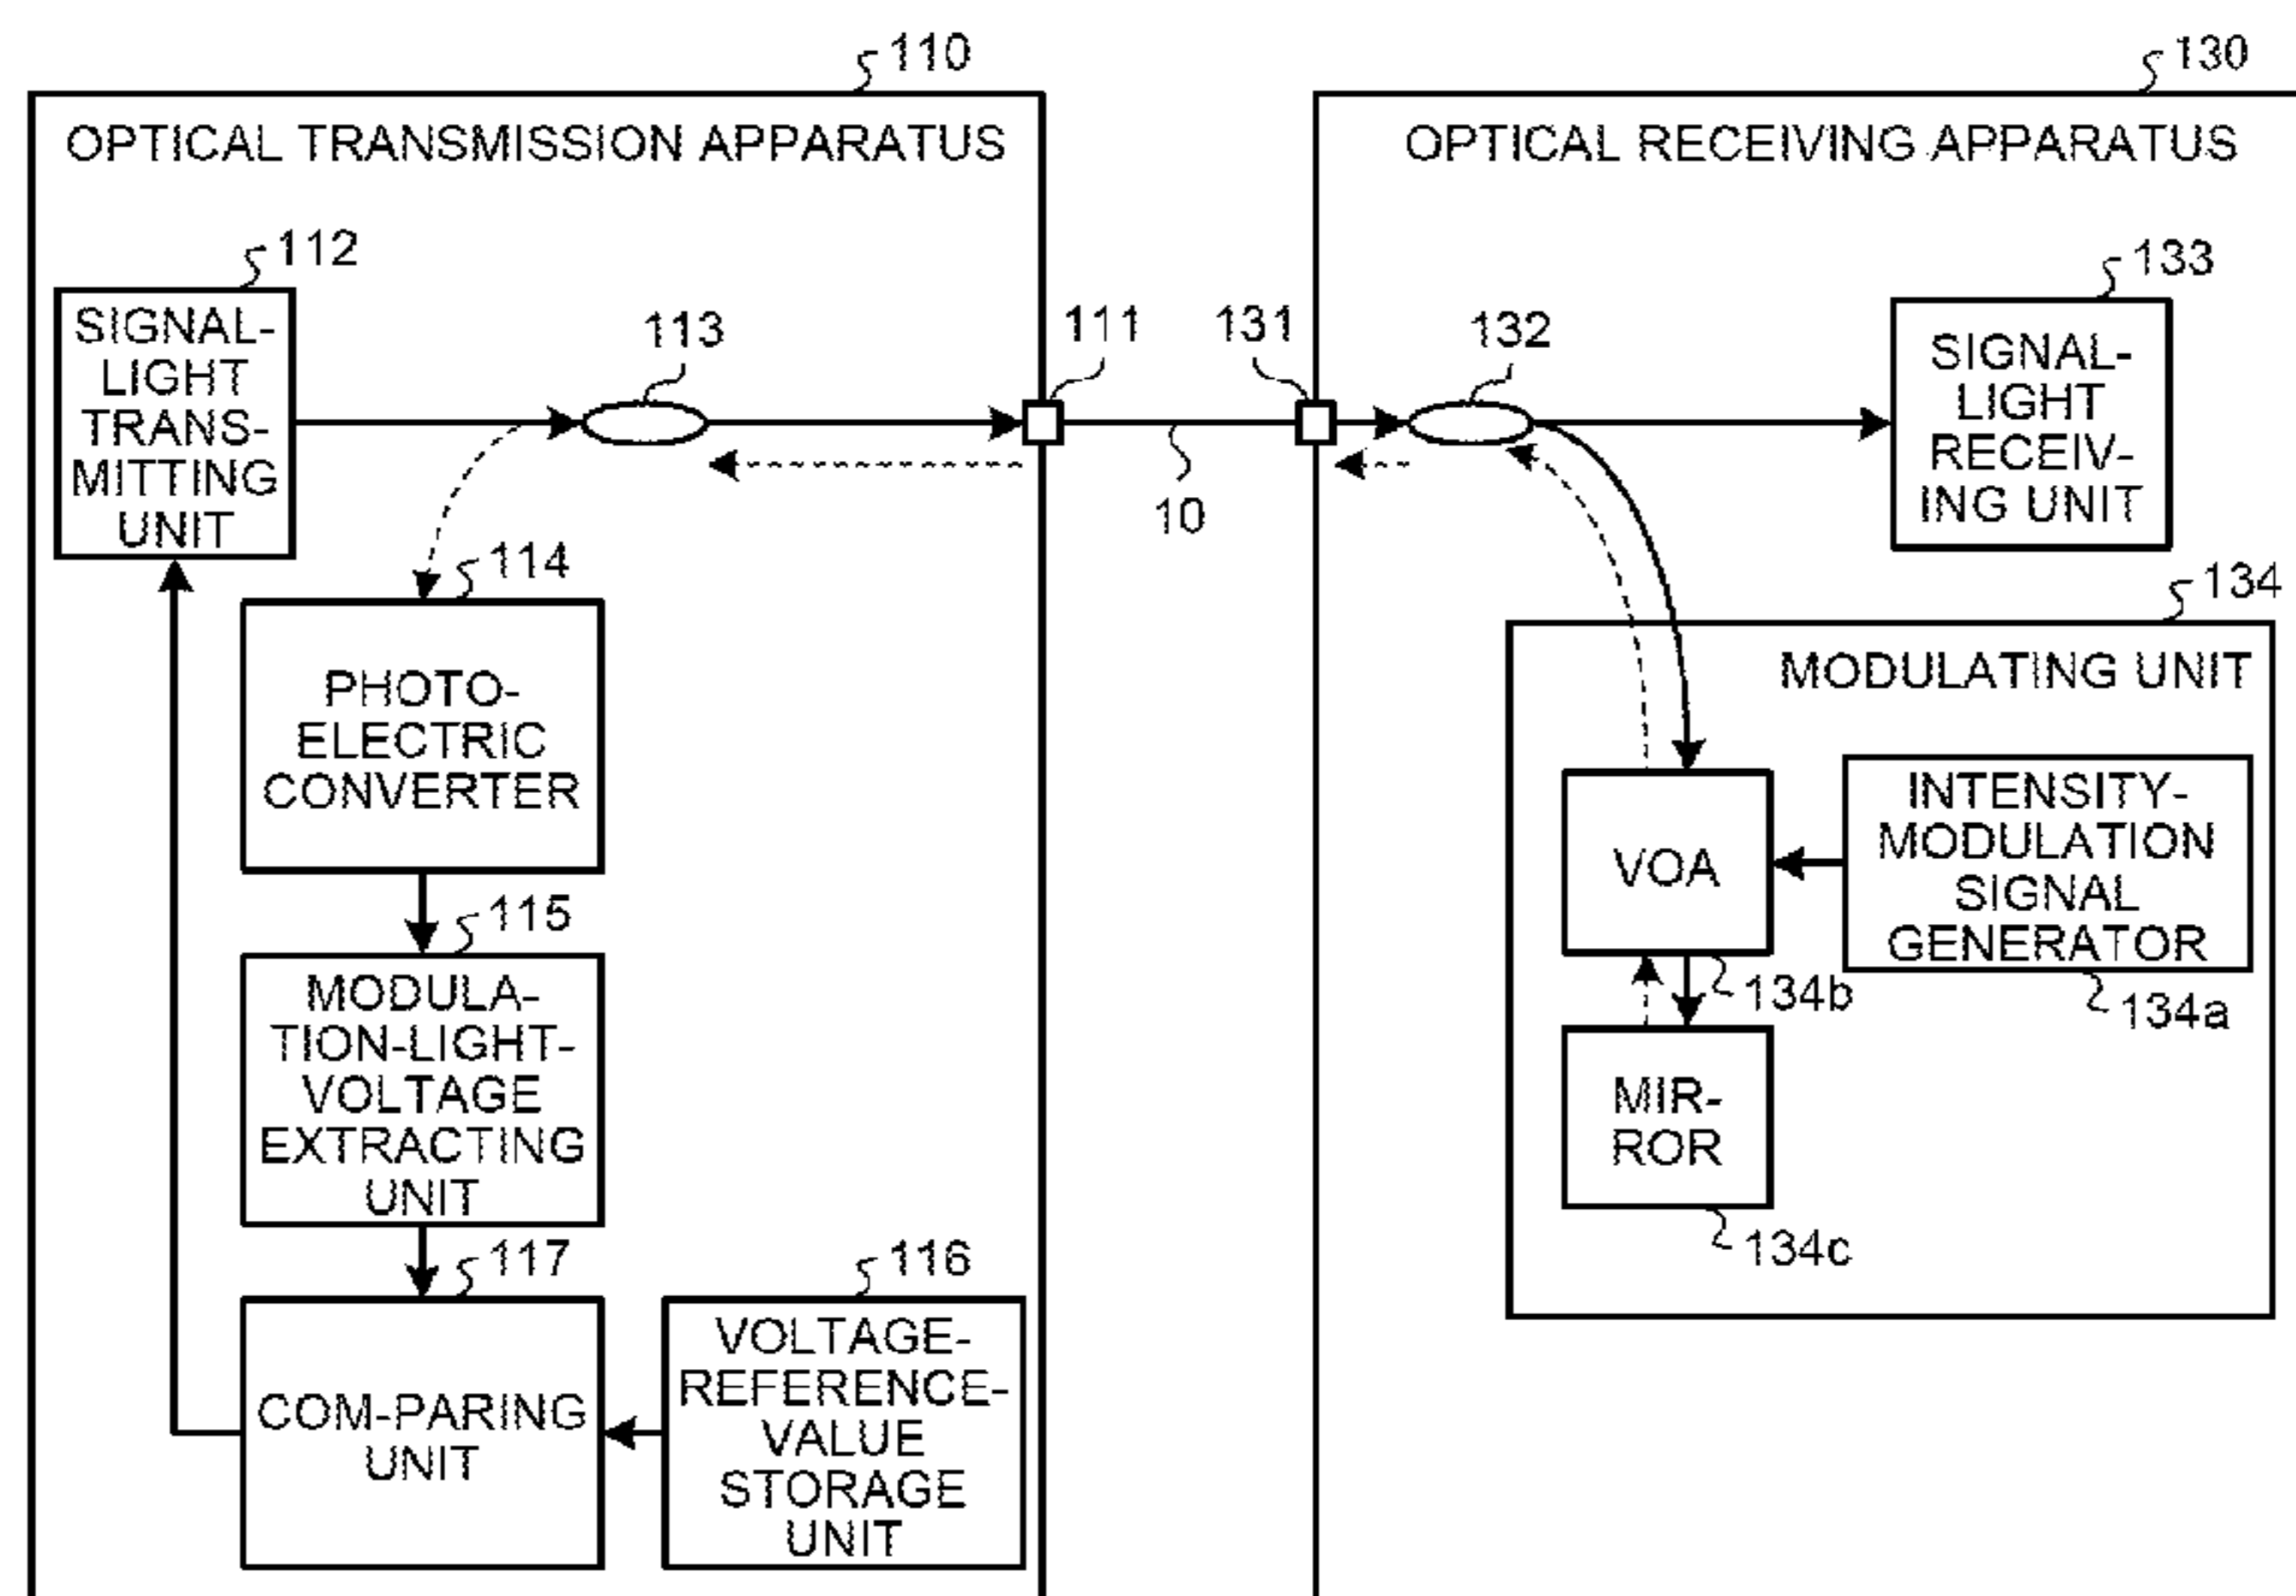 110
130
OPTICAL TRANSMISSION APPARATUS
OPTICAL RECEIVING APPARATUS
112
SIGNAL-
LIGHT
TRANS-
MITTING
UNIT
113
111
131
132
133
SIGNAL-
LIGHT
RECEIV-
ING UNIT
10
114
PHOTO-
ELECTRIC
CONVERTER
134
MODULATING UNIT
VOA
INTENSITY-
MODULATION
SIGNAL
GENERATOR
134b
134a
115
MODULA-
TION-LIGHT-
VOLTAGE
EXTRACTING
UNIT
MIR-
ROR
134c
117
COM-PARING
UNIT
116
VOLTAGE-
REFERENCE-
VALUE
STORAGE
UNIT